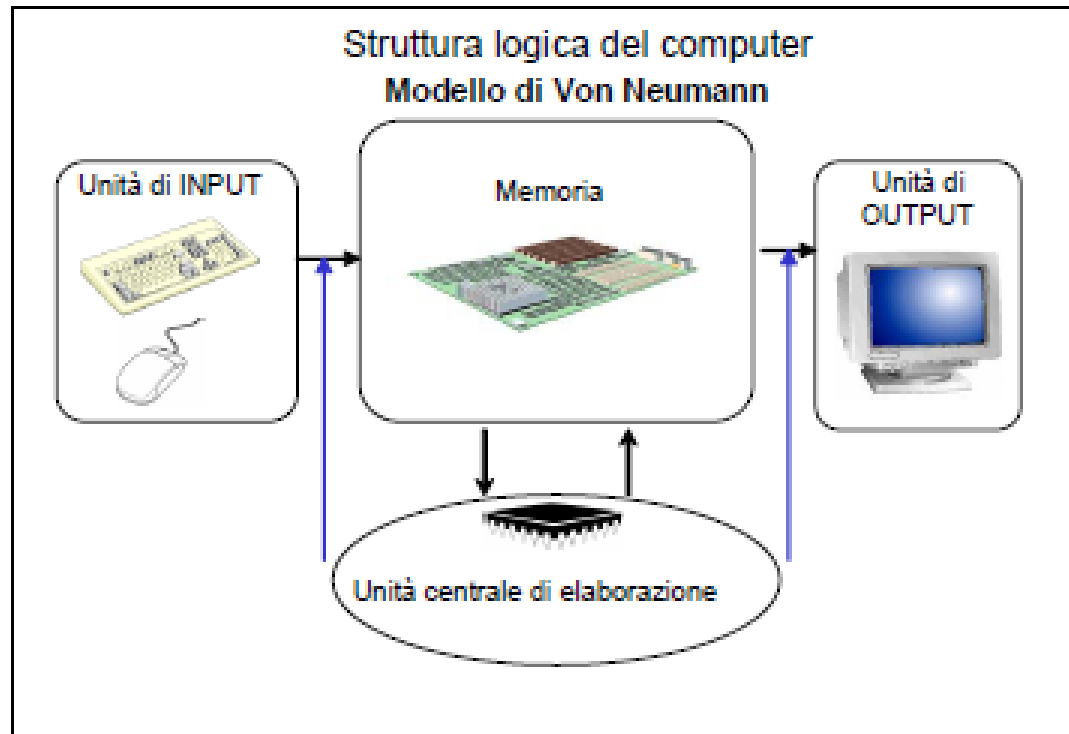 Struttura logica del computer
Modello di Von Neumann
Unità di INPUT
Memoria
Unità di
OUTPUT
Unità centrale di elaborazione